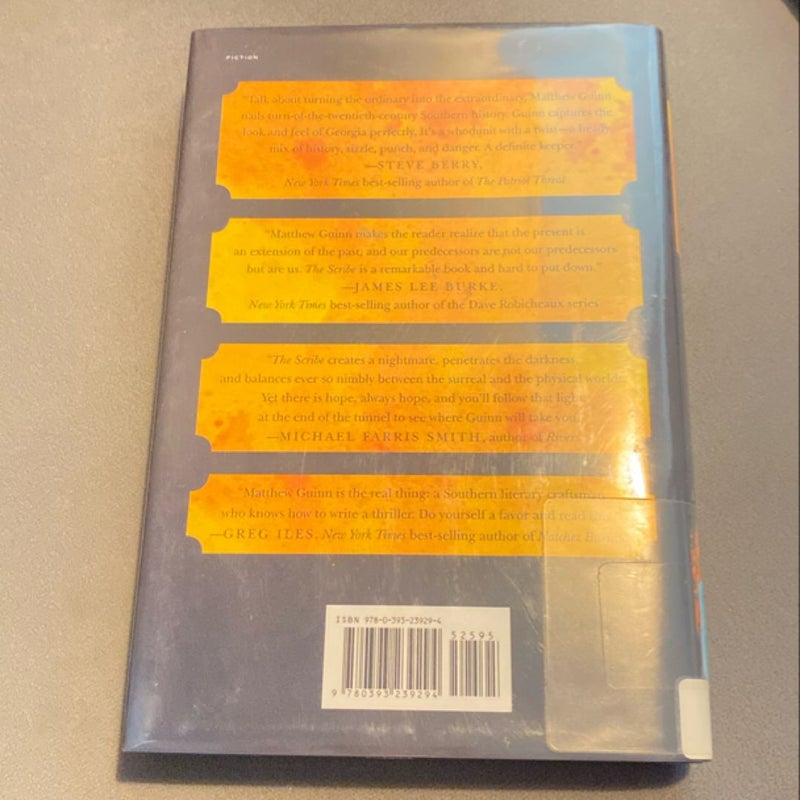 FICTION
"Talk about turning the ordinary into the extraordinary, Matthew Guinn
nails turn-of-the-twentieth-century Southern history. Guinn captures the
look and feel of Georgia perfectly. It's a whodunit with a twist—a heady
mix of history, sizzle, punch, and danger. A definite keeper."
—STEVE BERRY,
New York Times best-selling author of The Patriot Threat
"Matthew Guinn makes the reader realize that the present is
an extension of the past, and our predecessors are not our predecessors
but are us. The Scribe is a remarkable book and hard to put down."
—JAMES LEE BURKE,
New York Times best-selling author of the Dave Robicheaux series
"The Scribe creates a nightmare, penetrates the darkness,
and balances ever so nimbly between the surreal and the physical world.
Yet there is hope, always hope, and you'll follow that light
at the end of the tunnel to see where Guinn will take you."
—MICHAEL FARRIS SMITH, author of Rivers
"Matthew Guinn is the real thing: a Southern literary craftsman
who knows how to write a thriller. Do yourself a favor and read
—GREG ILES, New York Times best-selling author of Natchez Burning
ISBN 978-0-393-23929-4
52595
9 780393 239294